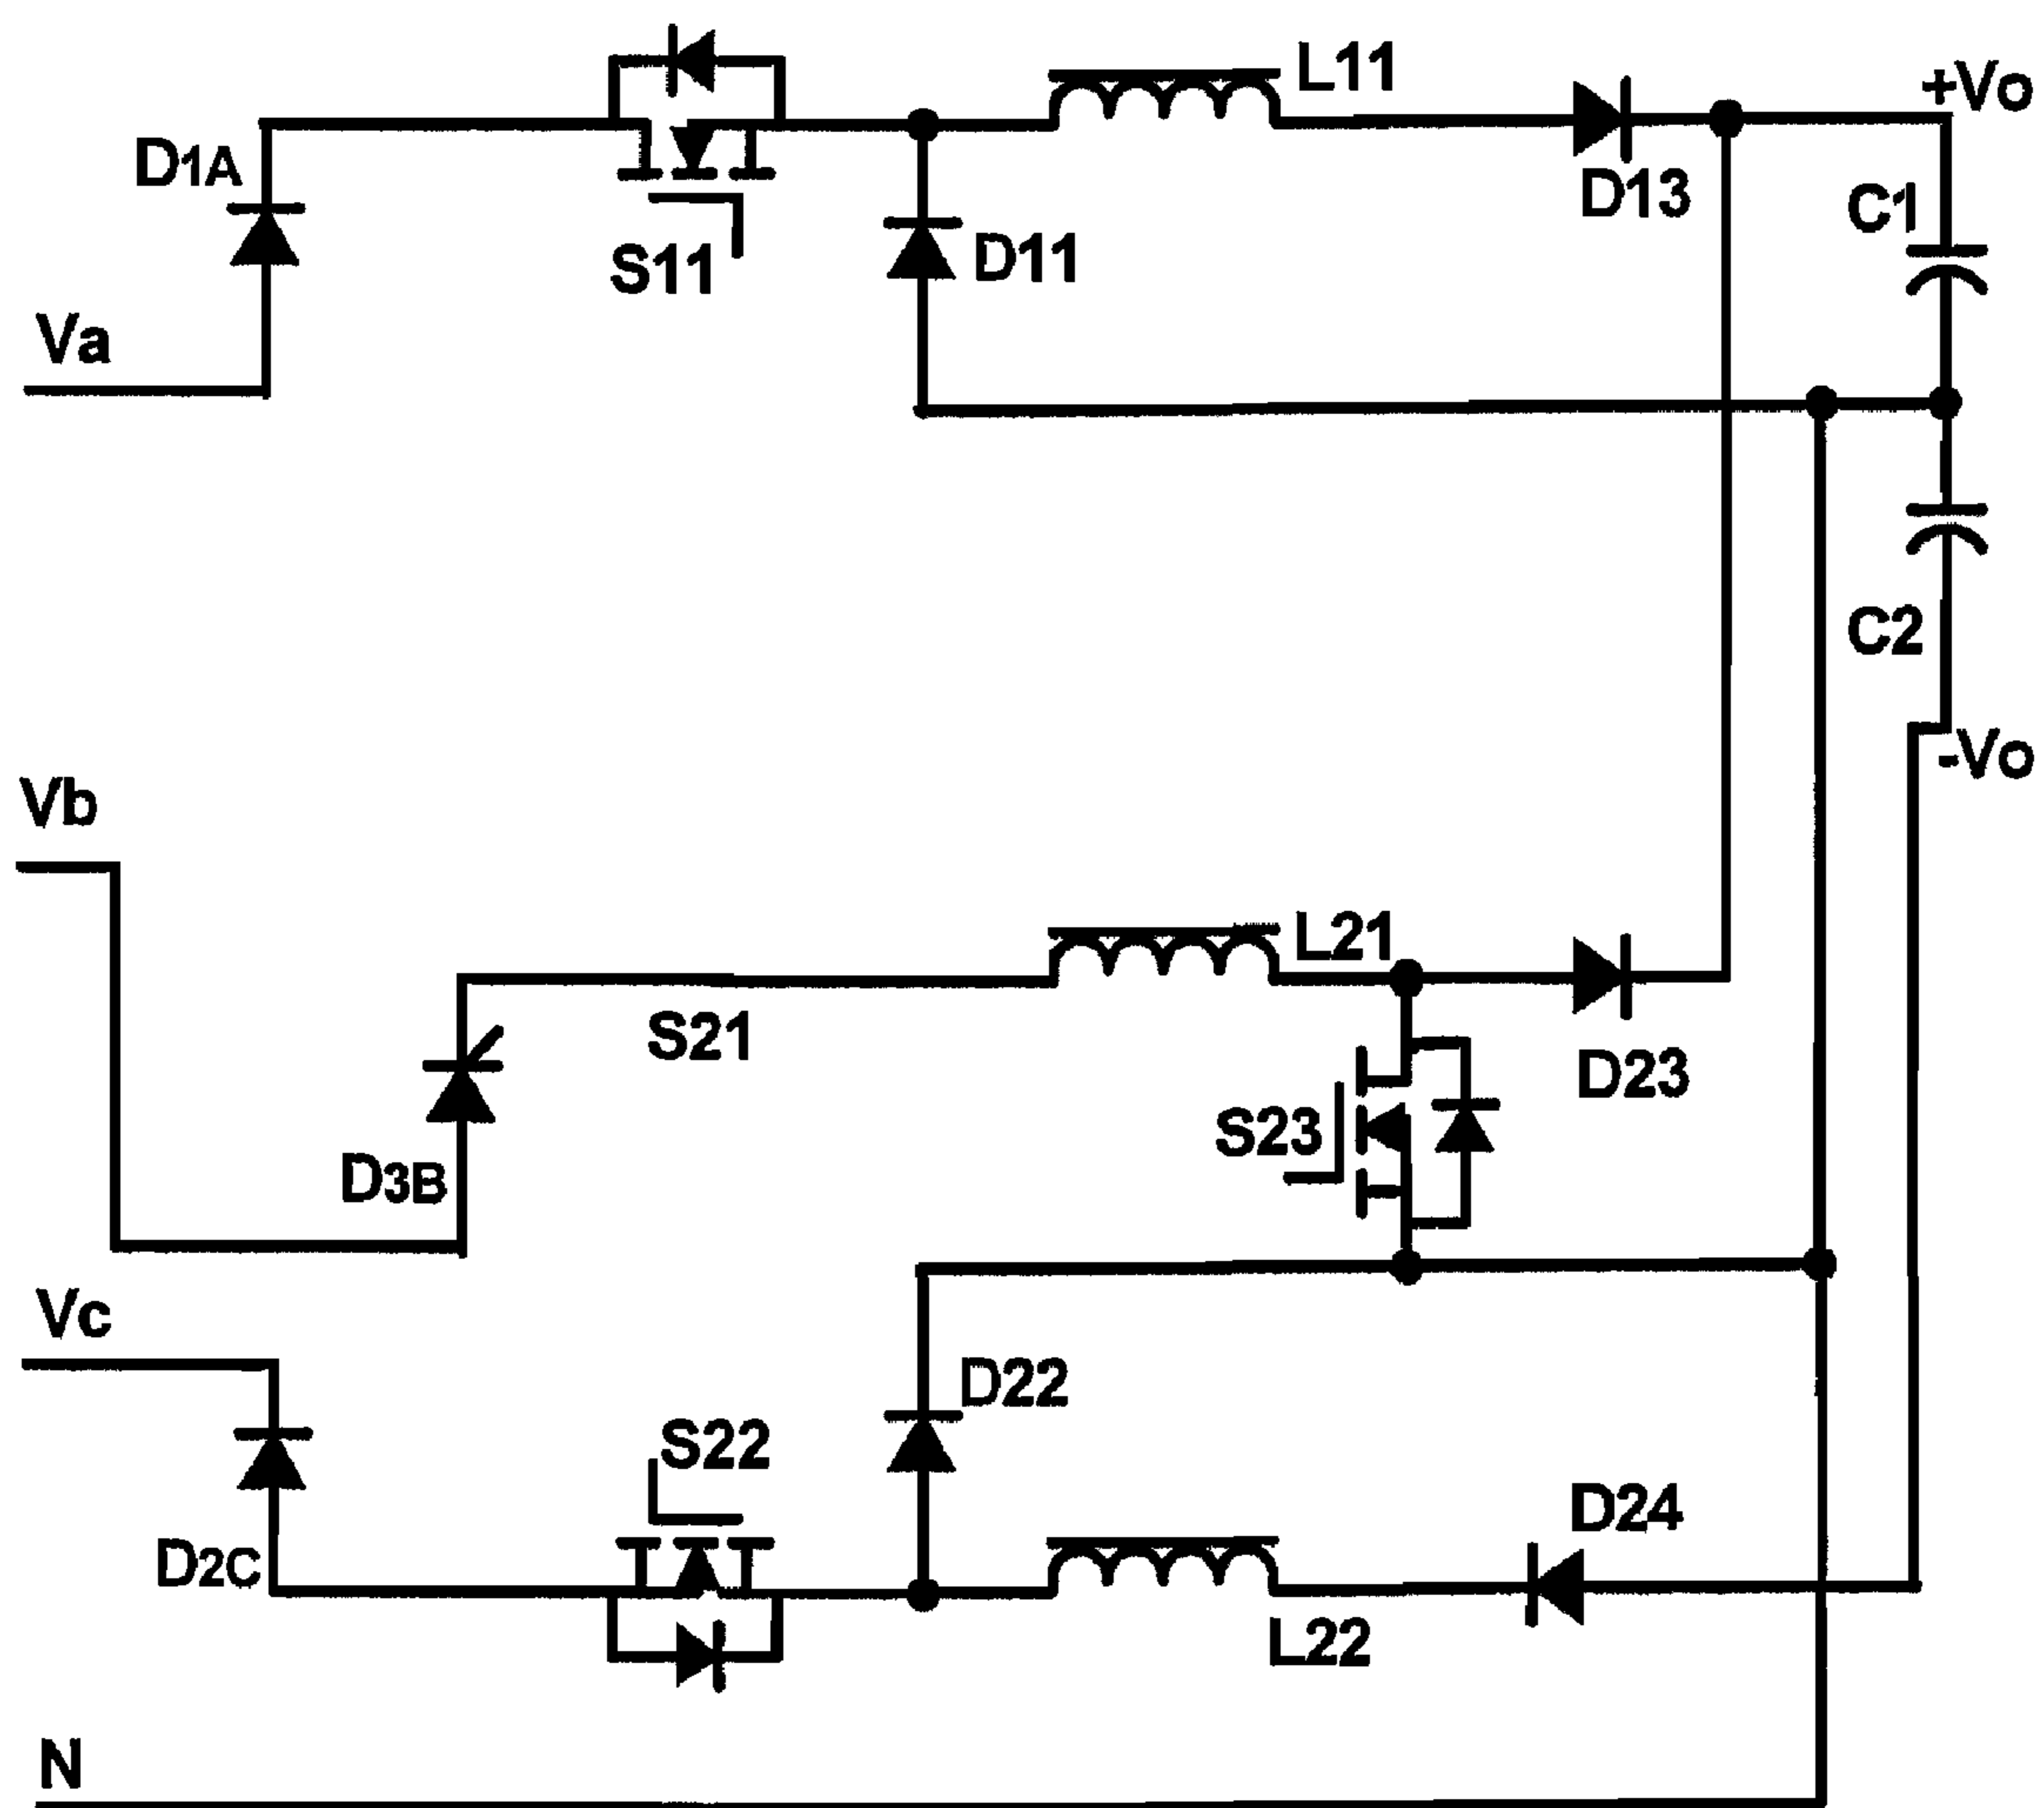 L11
+Vo
D1A
D13
C1
S11
D11
Va
C2
-Vo
Vb
L21
S21
D23
S23
D3B
Vc
D22
S22
D24
D2C
L22
N